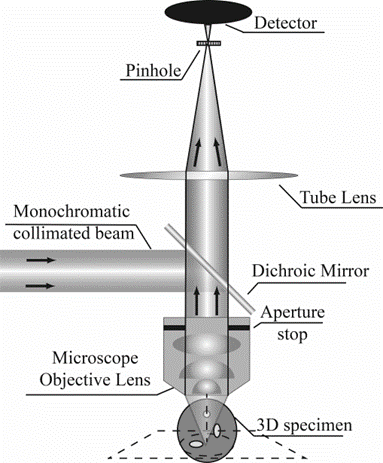 Detector
Pinhole
Tube Lens
Monochromatic
collimated beam
Dichroic Mirror
Aperture
stop
Microscope
Objective Lens
3D specimen